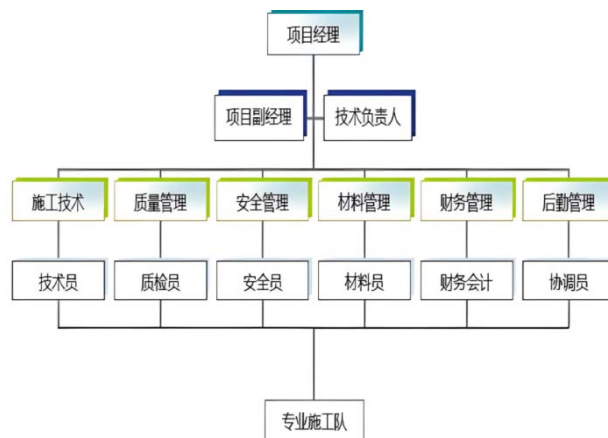 项目经理
项目副经理
技术负责人
施工技术
质量管理
安全管理
材料管理
财务管理
后勤管理
技术员
质检员
安全员
材料员
财务会计
协调员
专业施工队